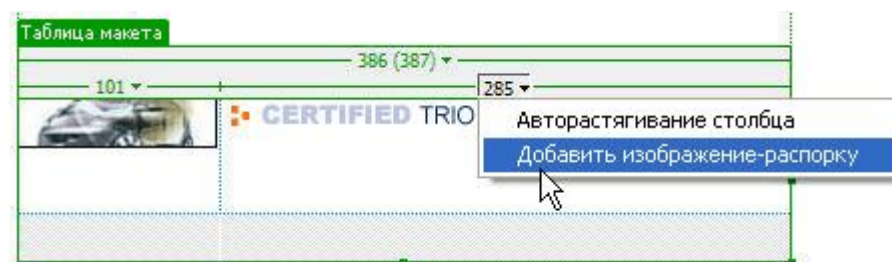 Таблица макета
386 (387)
101
285
CERTIFIED TRIO
Авторастягивание столбца
Добавить изображение-распорку